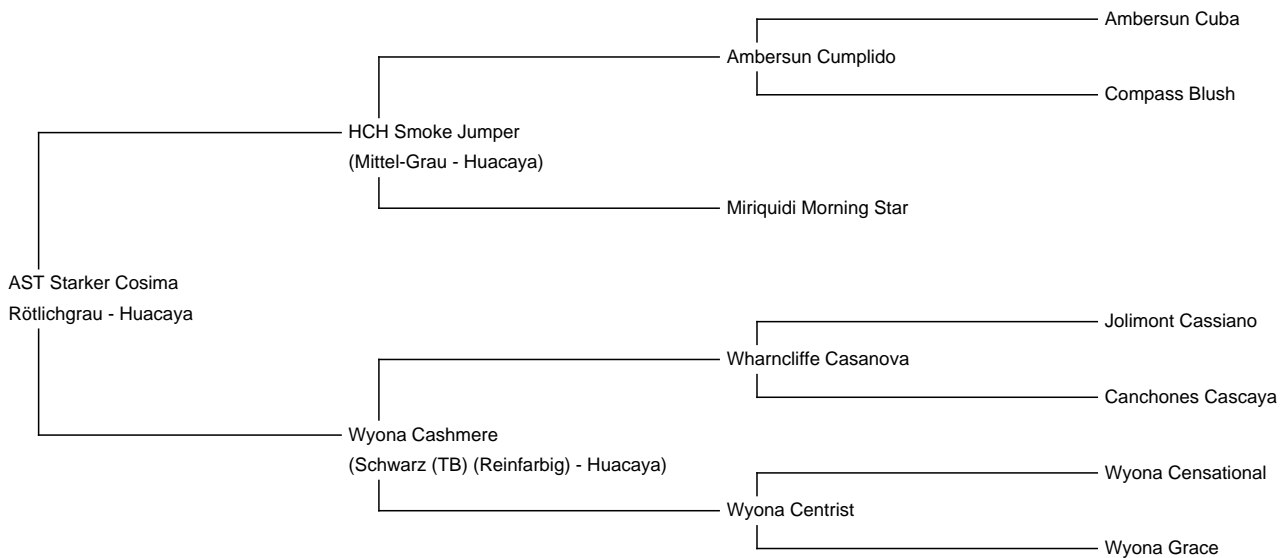 Ambersun Cuba
Ambersun Cumplido
Compass Blush
HCH Smoke Jumper
(Mittel-Grau - Huacaya)
Miriquidi Morning Star
AST Starker Cosima
Rötlichgrau - Huacaya
Jolimont Cassiano
Wharncliffe Casanova
Canchones Cascaya
Wyona Cashmere
(Schwarz (TB) (Reinfarbig) - Huacaya)
Wyona Censational
Wyona Centrist
Wyona Grace